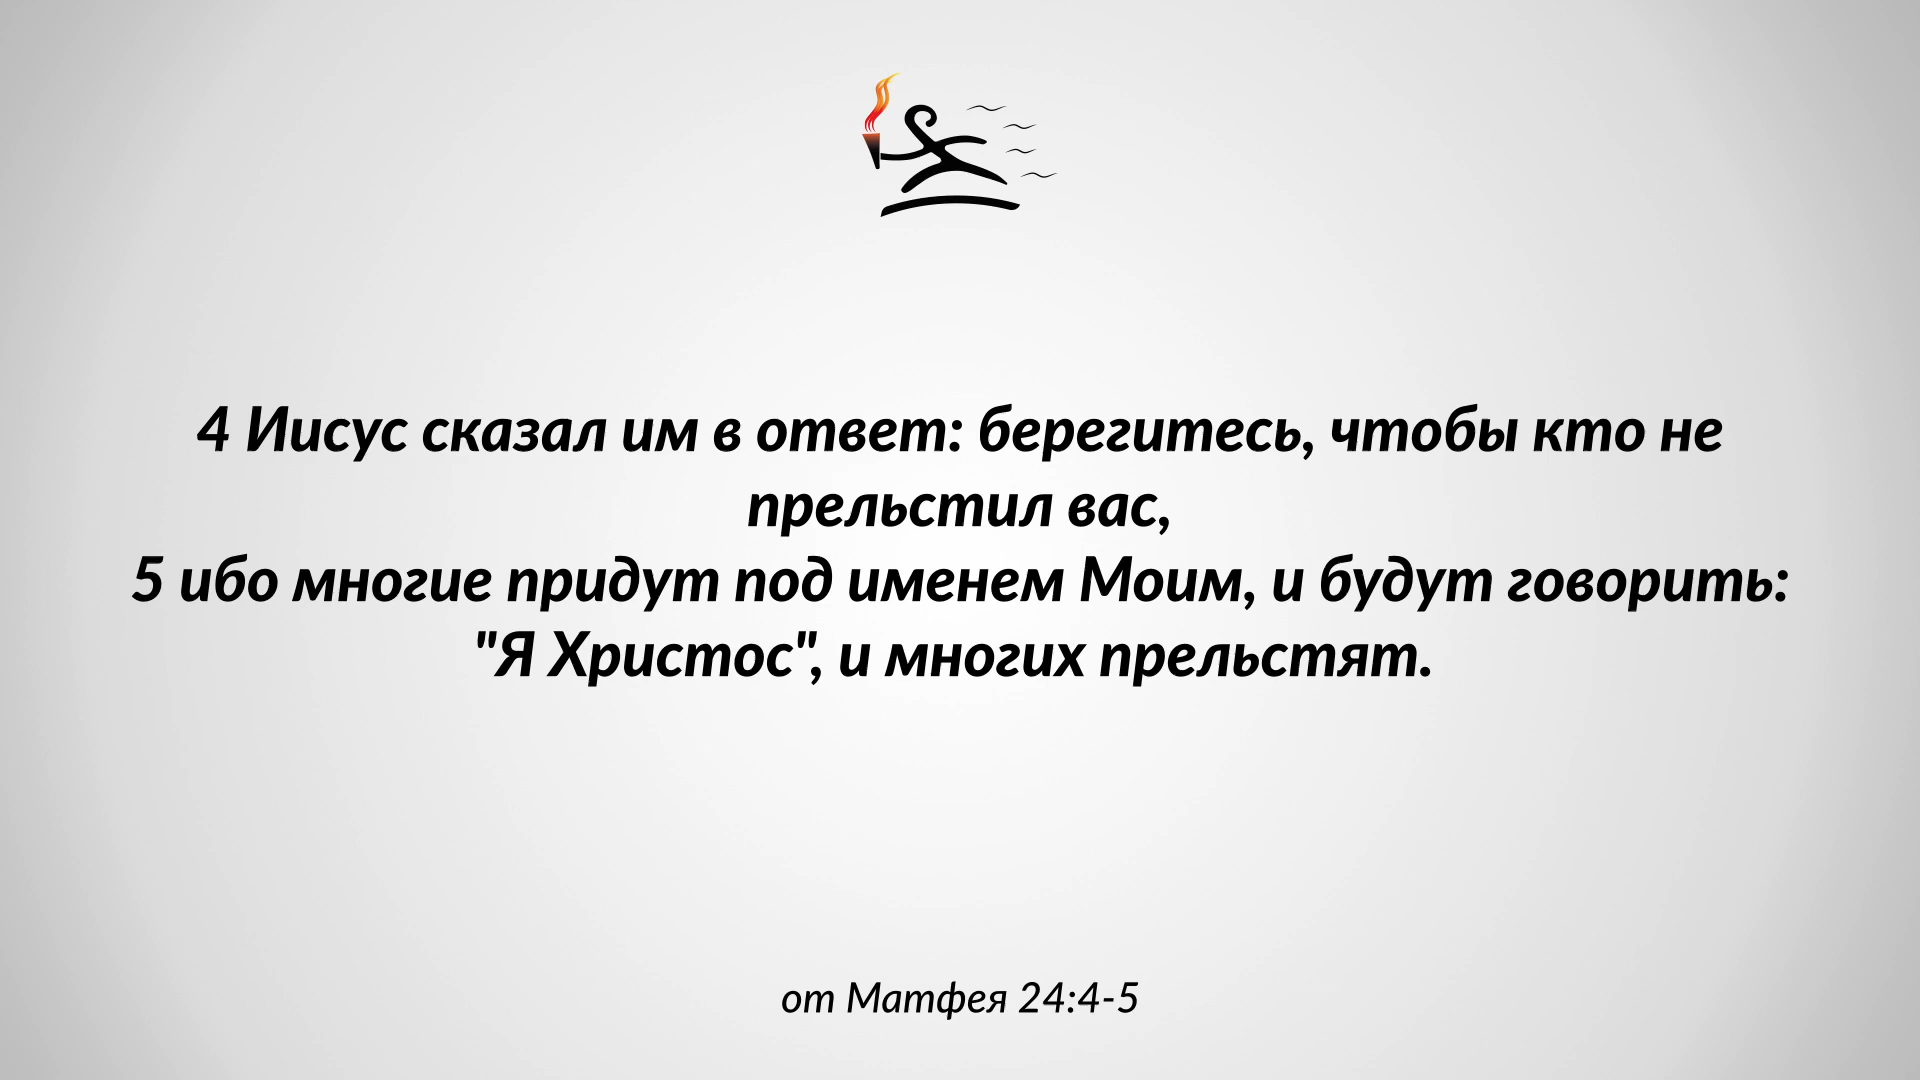 4 Иисус сказал им в ответ: берегитесь, чтобы кто не
прельстил вас,
5 ибо многие придут под именем Моим, и будут говорить:
"Я Христос", и многих прельстят.
от Матфея 24:4-5